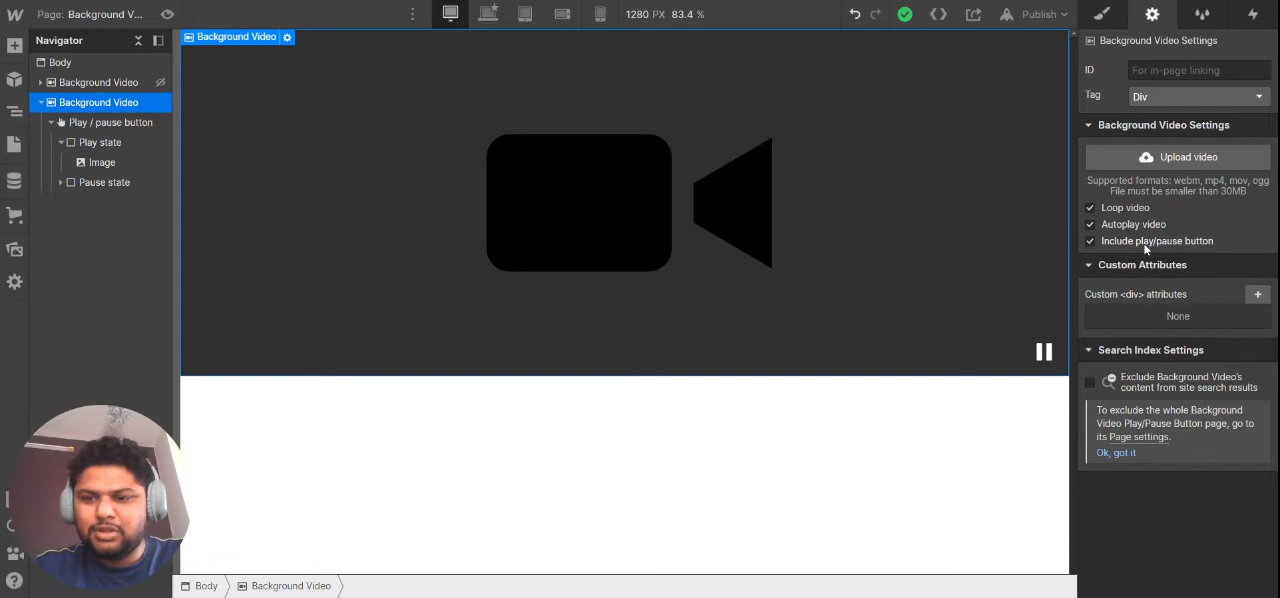 Page: Background V...
1280 PX 83.4 %
Publish
Navigator
Body
Background Video
Background Video
Play / pause button
Play state
Image
Pause state
Background Video
Background Video Settings
ID
For in-page linking
Tag
Div
Background Video Settings
Upload video
Supported formats: webm, mp4, mov, ogg
File must be smaller than 30MB
Loop video
Autoplay video
Include play/pause button
Custom Attributes
Custom <div> attributes
None
Search Index Settings
Exclude Background Video's
content from site search results
To exclude the whole Background
Video Play/Pause Button page, go to
its Page settings.
Ok, got it
Body
Background Video